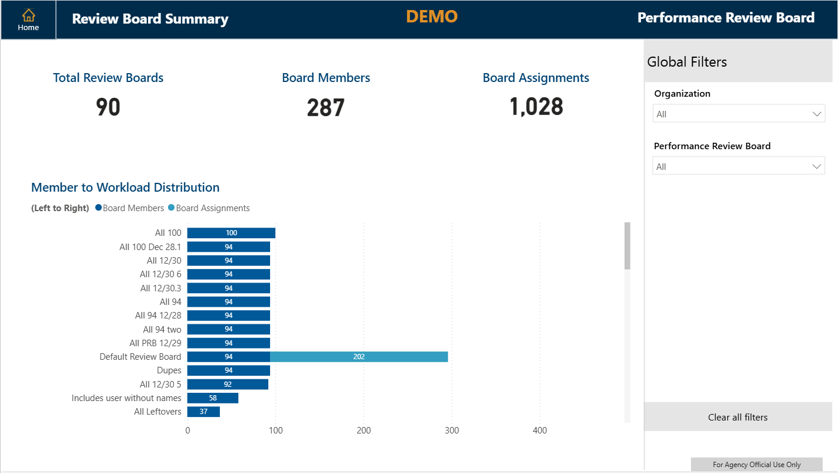 Home
Review Board Summary
DEMO
Performance Review Board
Total Review Boards
90
Board Members
287
Board Assignments
1,028
Member to Workload Distribution
(Left to Right) Board Members Board Assignments
All 100 100
All 100 Dec 28.1 94
All 12/30 94
All 12/30 6 94
All 12/30.3 94
All 94 94
All 94 12/28 94
All 94 two 94
All PRB 12/29 94
Default Review Board 94 202
Dupes 94
All 12/30 5 92
Includes user without names 58
All Leftovers 37
0 100 200 300 400
Global Filters
Organization
All
Performance Review Board
All
Clear all filters
For Agency Official Use Only